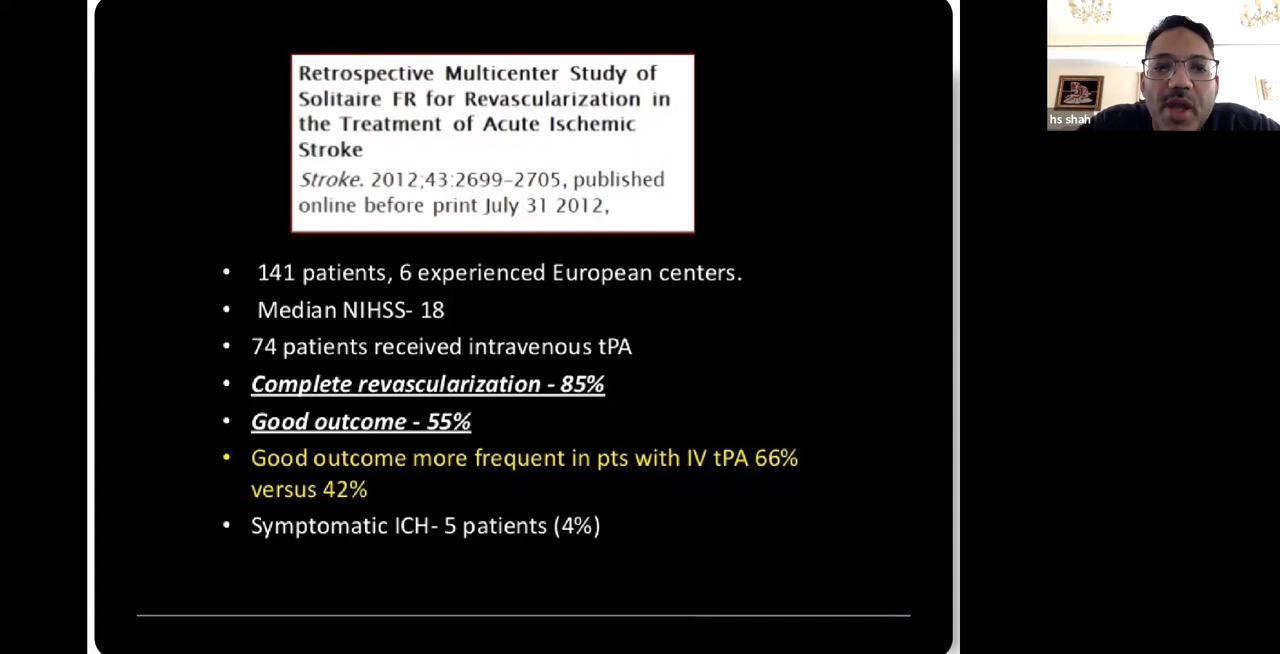 Retrospective Multicenter Study of
Solitaire FR for Revascularization in
the Treatment of Acute Ischemic
Stroke
Stroke. 2012;43:2699–2705, published
online before print July 31 2012,
• 141 patients, 6 experienced European centers.
• Median NIHSS- 18
• 74 patients received intravenous tPA
• Complete revascularization - 85%
• Good outcome - 55%
• Good outcome more frequent in pts with IV tPA 66%
versus 42%
• Symptomatic ICH- 5 patients (4%)
hs shah